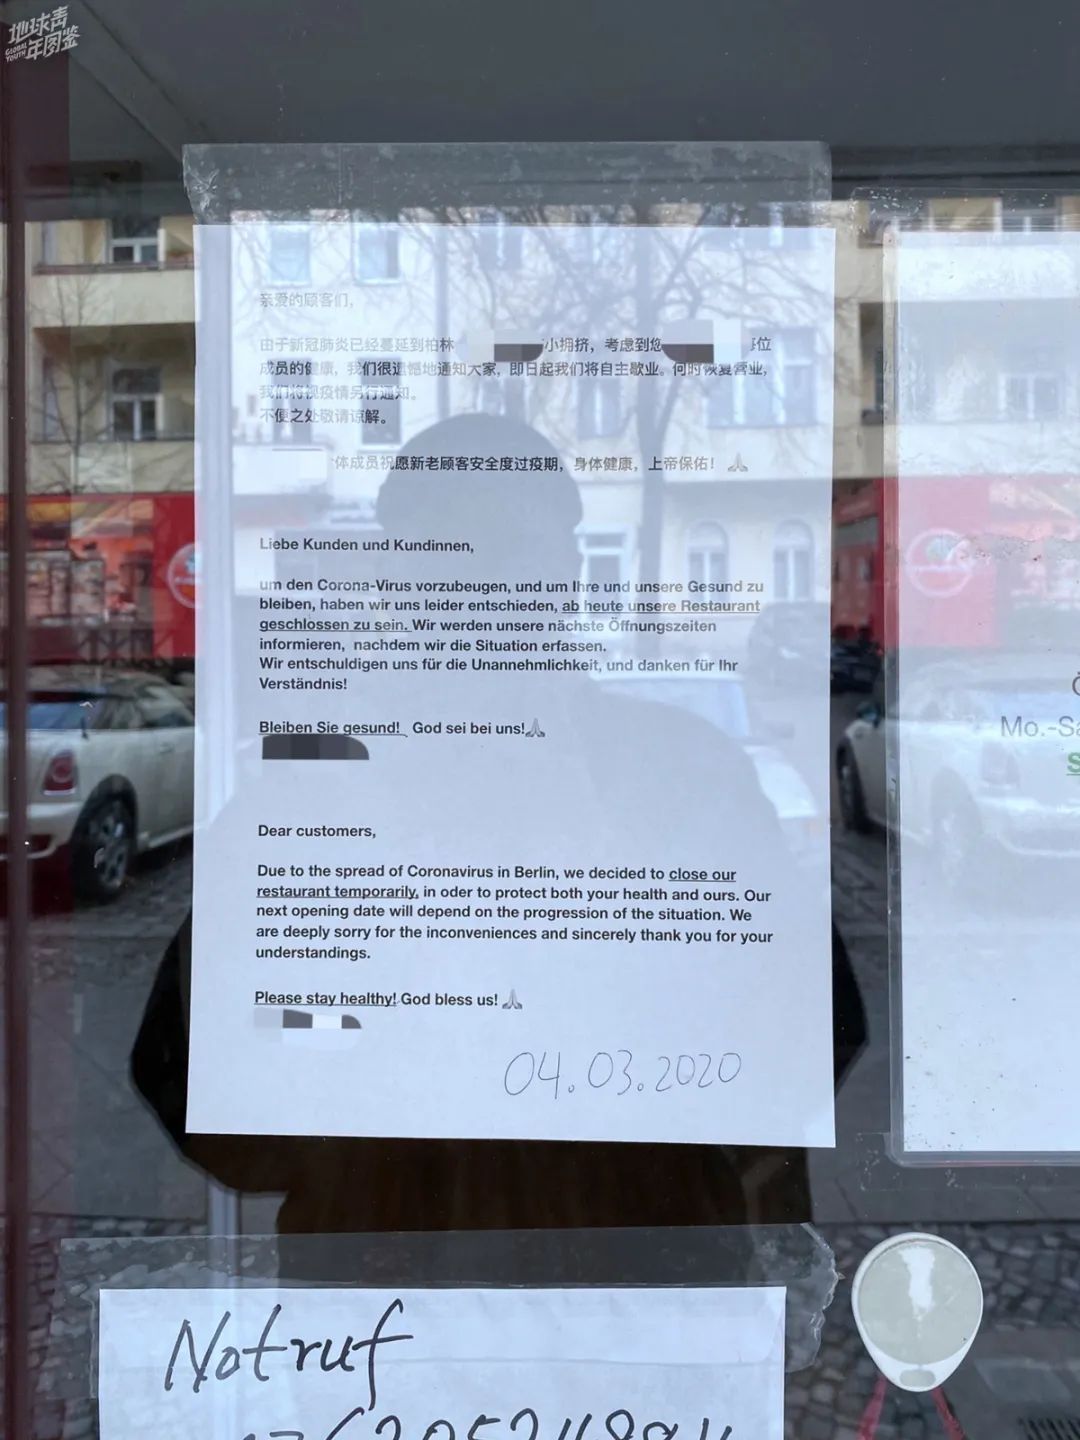 地球青
年图鉴
GLOBAL
YOUTH
亲爱的顾客们，
由于新冠肺炎已经蔓延到柏林 小拥挤，考虑到您 每位
成员的健康，我们很遗憾地通知大家，即日起我们将自主歇业。何时恢复营业，
我们将视疫情另行通知。
不便之处敬请谅解。
体成员祝愿新老顾客安全度过疫期，身体健康，上帝保佑！🙏
Liebe Kunden und Kundinnen,
um den Corona-Virus vorzubeugen, und um Ihre und unsere Gesund zu
bleiben, haben wir uns leider entschieden, ab heute unsere Restaurant
geschlossen zu sein. Wir werden unsere nächste Öffnungszeiten
informieren, nachdem wir die Situation erfassen.
Wir entschuldigen uns für die Unannehmlichkeit, und danken für Ihr
Verständnis!
Bleiben Sie gesund! God sei bei uns!🙏
Dear customers,
Due to the spread of Coronavirus in Berlin, we decided to close our
restaurant temporarily, in oder to protect both your health and ours. Our
next opening date will depend on the progression of the situation. We
are deeply sorry for the inconveniences and sincerely thank you for your
understandings.
Please stay healthy! God bless us! 🙏
04.03.2020
Mo.-Sa
Notruf